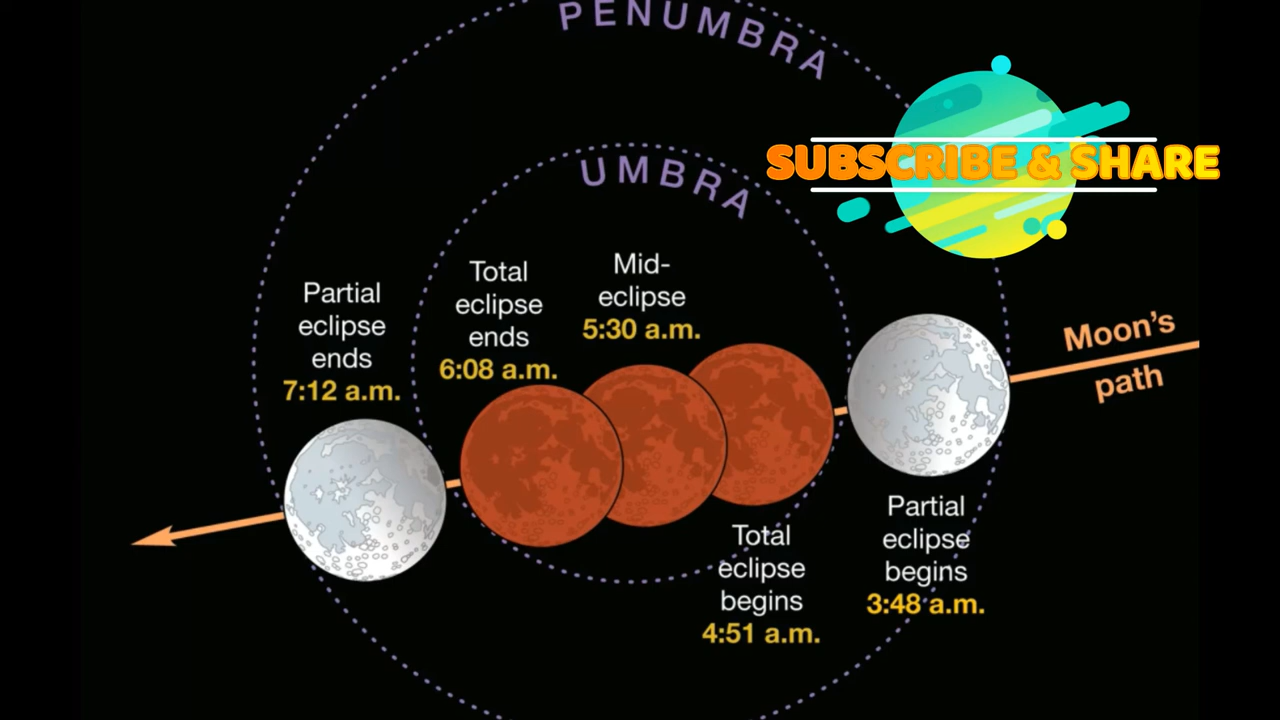 PENUMBRA
UMBRA
SUBSCRIBE & SHARE
Partial
eclipse
ends
7:12 a.m.
Total
eclipse
ends
6:08 a.m.
Mid-
eclipse
5:30 a.m.
Moon's
path
Total
eclipse
begins
4:51 a.m.
Partial
eclipse
begins
3:48 a.m.